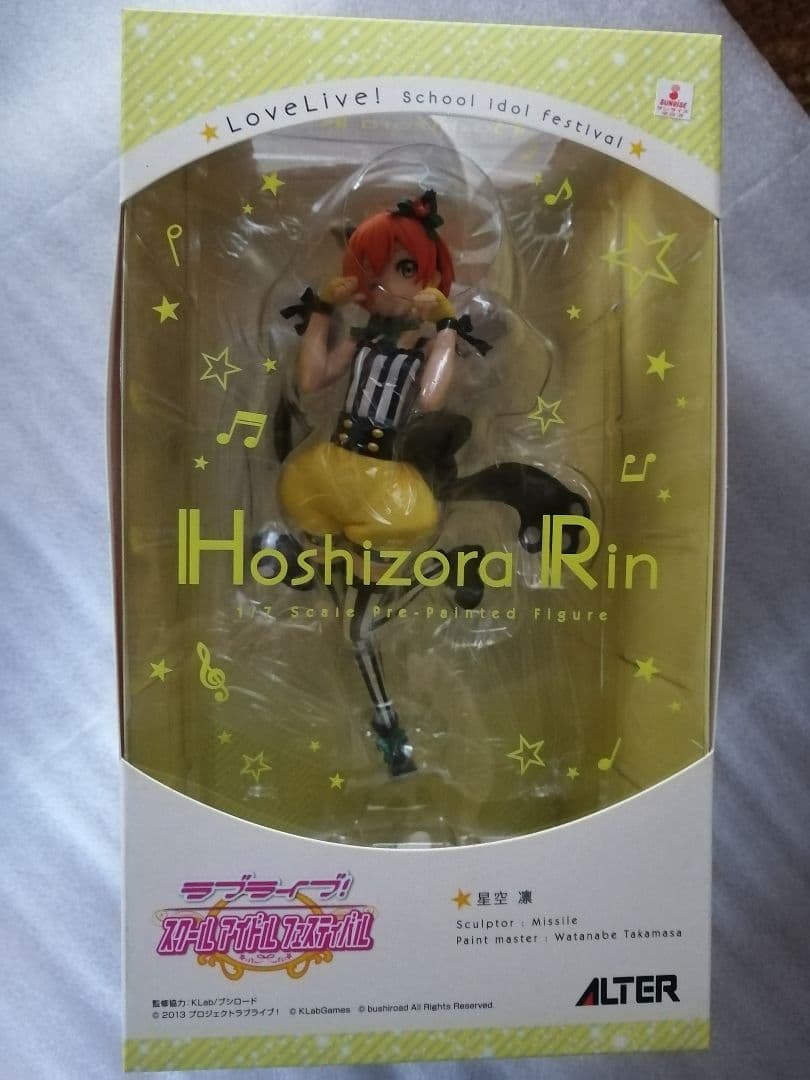 LoveLive! School idol festival
SUNRISE
Hoshizora Rin
1/7 Scale Pre-Painted Figure
ラブライブ!
スクールアイドルフェスティバル
星空 凛
Sculptor : Missile
Paint master : Watanabe Takamasa
監修協力:KLab/ブシロード
© 2013 プロジェクトラブライブ! © KLabGames © bushiroad All Rights Reserved.
ALTER